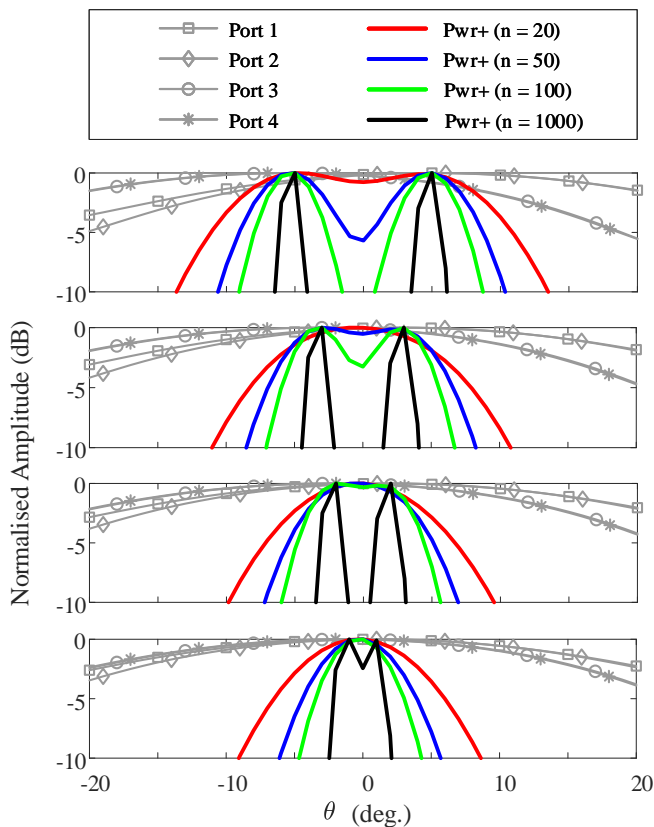 Port 1
Port 2
Port 3
Port 4
Pwr+ (n = 20)
Pwr+ (n = 50)
Pwr+ (n = 100)
Pwr+ (n = 1000)
Normalised Amplitude (dB)
0
-5
-10
0
-5
-10
0
-5
-10
0
-5
-10
-20
-10
0
10
20
θ (deg.)